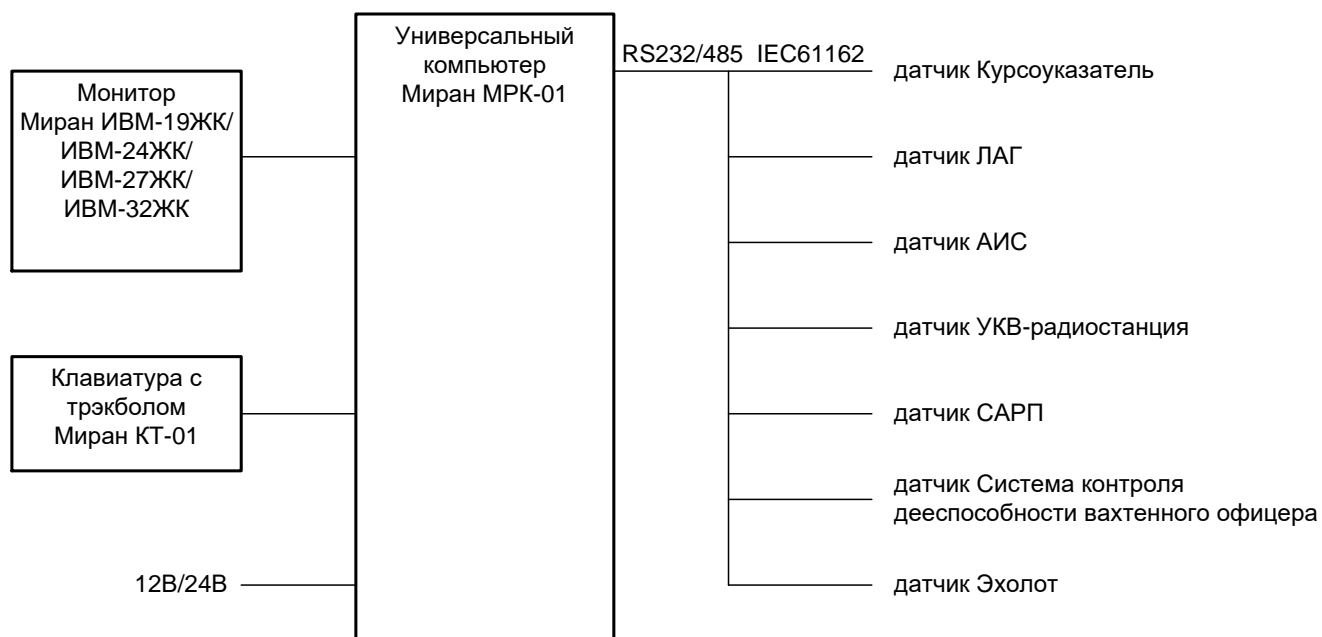 Универсальный
компьютер
Миран МРК-01
Монитор
Миран ИВМ-19ЖК/
ИВМ-24ЖК/
ИВМ-27ЖК/
ИВМ-32ЖК
Клавиатура с
трэкболом
Миран КТ-01
12В/24В
RS232/485 IEC61162
датчик Курсоуказатель
датчик ЛАГ
датчик АИС
датчик УКВ-радиостанция
датчик САРП
датчик Система контроля
дееспособности вахтенного офицера
датчик Эхолот